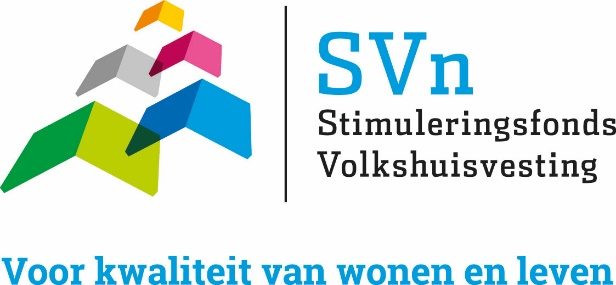 SVn
Stimuleringsfonds
Volkshuisvesting
Voor kwaliteit van wonen en leven